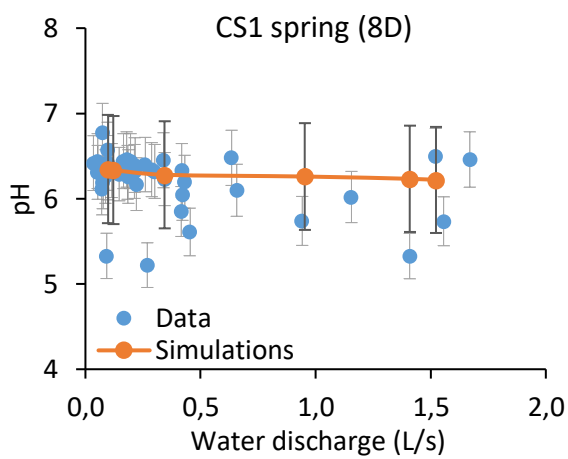 CS1 spring (8D)
8
7
6
5
4
pH
Data
Simulations
0,0 0,5 1,0 1,5 2,0
Water discharge (L/s)